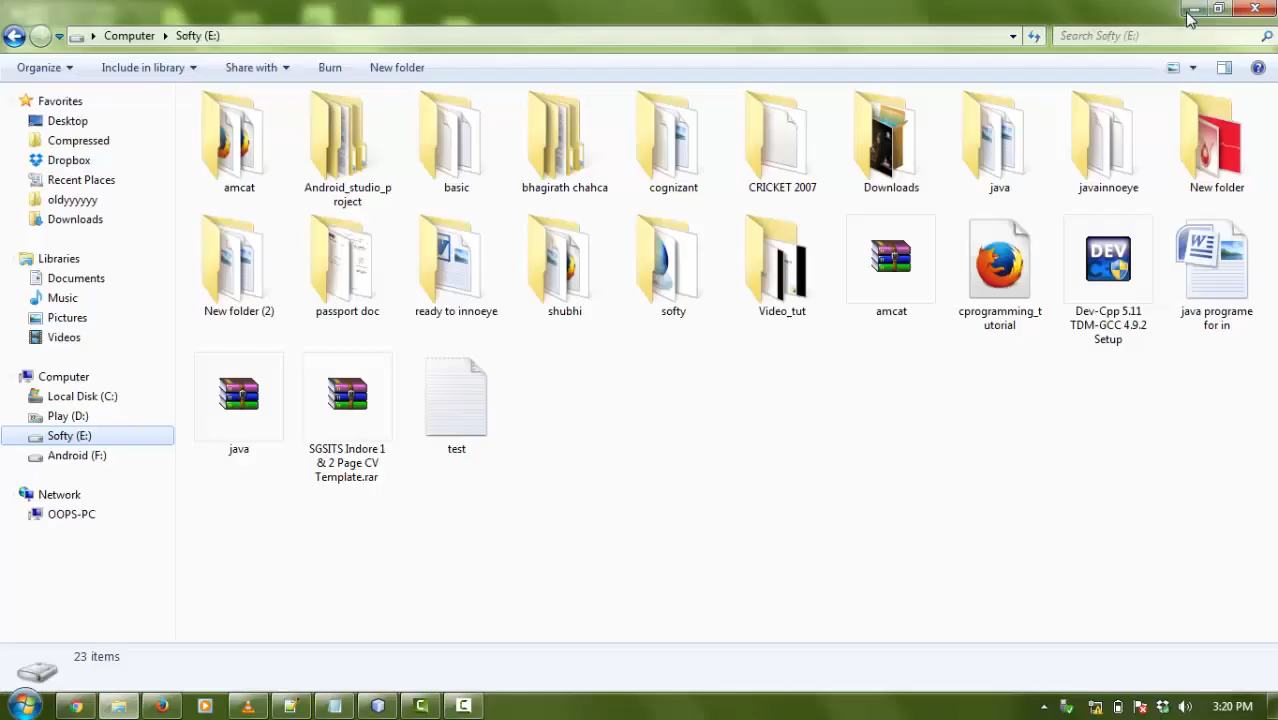 Computer
Softy (E:)
Search Softy (E:)
Organize
Include in library
Share with
Burn
New folder
Favorites
Desktop
Compressed
Dropbox
Recent Places
oldyyyyy
Downloads
Libraries
Documents
Music
Pictures
Videos
Computer
Local Disk (C:)
Play (D:)
Softy (E:)
Android (F:)
Network
OOPS-PC
amcat
Android_studio_p
roject
basic
bhagirath chahca
cognizant
CRICKET 2007
Downloads
java
javainnoeye
New folder
New folder (2)
passport doc
ready to innoeye
shubhi
softy
Video_tut
amcat
cprogramming_t
utorial
DEV
Dev-Cpp 5.11
TDM-GCC 4.9.2
Setup
W
java programe
for in
java
SGSITS Indore 1
& 2 Page CV
Template.rar
test
23 items
3:20 PM